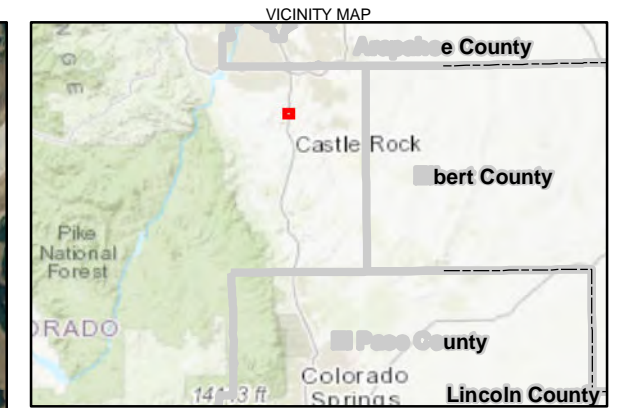 VICINITY MAP
e County
Castle Rock
bert County
Pike
National
Forest
ORADO
unty
Colorado
Springs
Lincoln County